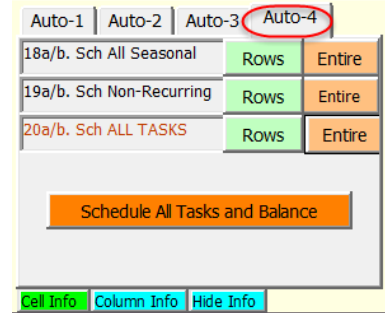 Auto-1 Auto-2 Auto-3 Auto-4
18a/b. Sch All Seasonal Rows Entire
19a/b. Sch Non-Recurring Rows Entire
20a/b. Sch ALL TASKS Rows Entire
Schedule All Tasks and Balance
Cell Info Column Info Hide Info